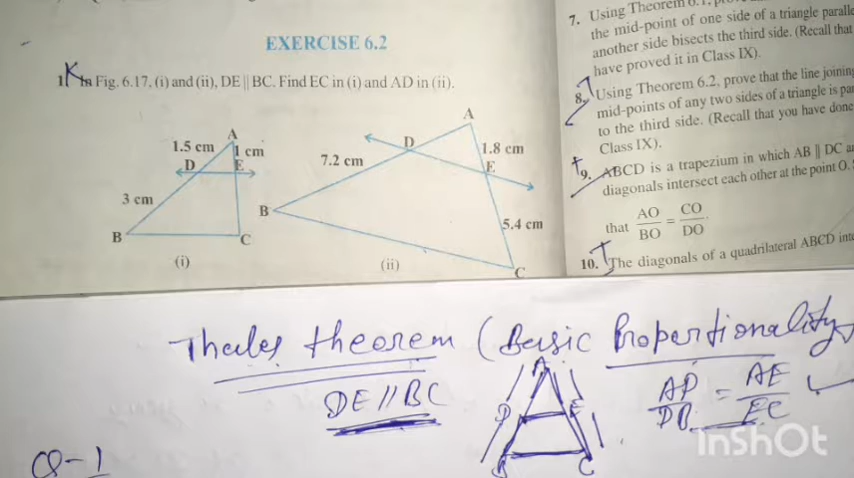 EXERCISE 6.2
1. In Fig. 6.17, (i) and (ii), DE || BC. Find EC in (i) and AD in (ii).
A
1.5 cm
1 cm
D
E
3 cm
B
C
(i)
A
D
1.8 cm
7.2 cm
E
B
5.4 cm
C
(ii)
7. Using Theorem 6.1,
the mid-point of one side of a triangle
another side bisects the third side. (Recall that
have proved it in Class IX).
8. Using Theorem 6.2, prove that the line
mid-points of any two sides of a triangle is
to the third side. (Recall that you have done
Class IX).
9. ABCD is a trapezium in which AB || DC
diagonals intersect each other at the point O.
that AO/BO = CO/DO.
10. The diagonals of a quadrilateral ABCD
Thales theorem (Basic Propertionality
DE//BC
A
D
E
B
C
AD/DB = AE/EC
Q-1
InShOt